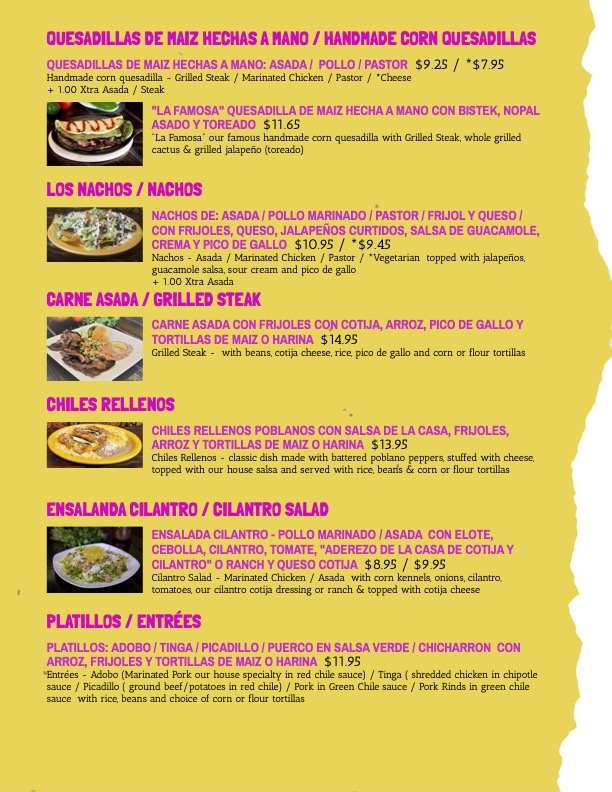 QUESADILLAS DE MAIZ HECHAS A MANO / HANDMADE CORN QUESADILLAS
QUESADILLAS DE MAIZ HECHAS A MANO: ASADA / POLLO / PASTOR $9.25 / *$7.95
Handmade corn quesadilla - Grilled Steak / Marinated Chicken / Pastor / *Cheese
+ 1.00 Xtra Asada / Steak
"LA FAMOSA" QUESADILLA DE MAIZ HECHA A MANO CON BISTEK, NOPAL
ASADO Y TOREADO $11.65
"La Famosa" our famous handmade corn quesadilla with Grilled Steak, whole grilled
cactus & grilled jalapeño (toreado)
LOS NACHOS / NACHOS
NACHOS DE: ASADA / POLLO MARINADO / PASTOR / FRIJOL Y QUESO /
CON FRIJOLES, QUESO, JALAPEÑOS CURTIDOS, SALSA DE GUACAMOLE,
CREMA Y PICO DE GALLO $10.95 / *$9.45
Nachos - Asada / Marinated Chicken / Pastor / *Vegetarian topped with jalapeños,
guacamole salsa, sour cream and pico de gallo
+ 1.00 Xtra Asada
CARNE ASADA / GRILLED STEAK
CARNE ASADA CON FRIJOLES CON COTIJA, ARROZ, PICO DE GALLO Y
TORTILLAS DE MAIZ O HARINA $14.95
Grilled Steak - with beans, cotija cheese, rice, pico de gallo and corn or flour tortillas
CHILES RELLENOS
CHILES RELLENOS POBLANOS CON SALSA DE LA CASA, FRIJOLES,
ARROZ Y TORTILLAS DE MAIZ O HARINA $13.95
Chiles Rellenos - classic dish made with battered poblano peppers, stuffed with cheese,
topped with our house salsa and served with rice, beans & corn or flour tortillas
ENSALANDA CILANTRO / CILANTRO SALAD
ENSALADA CILANTRO - POLLO MARINADO / ASADA CON ELOTE,
CEBOLLA, CILANTRO, TOMATE, "ADEREZO DE LA CASA DE COTIJA Y
CILANTRO" O RANCH Y QUESO COTIJA $8.95 / $9.95
Cilantro Salad - Marinated Chicken / Asada with corn kennels, onions, cilantro,
tomatoes, our cilantro cotija dressing or ranch & topped with cotija cheese
PLATILLOS / ENTRÉES
PLATILLOS: ADOBO / TINGA / PICADILLO / PUERCO EN SALSA VERDE / CHICHARRON CON
ARROZ, FRIJOLES Y TORTILLAS DE MAIZ O HARINA $11.95
Entrées - Adobo (Marinated Pork our house specialty in red chile sauce) / Tinga ( shredded chicken in chipotle
sauce / Picadillo ( ground beef/potatoes in red chile) / Pork in Green Chile sauce / Pork Rinds in green chile
sauce with rice, beans and choice of corn or flour tortillas